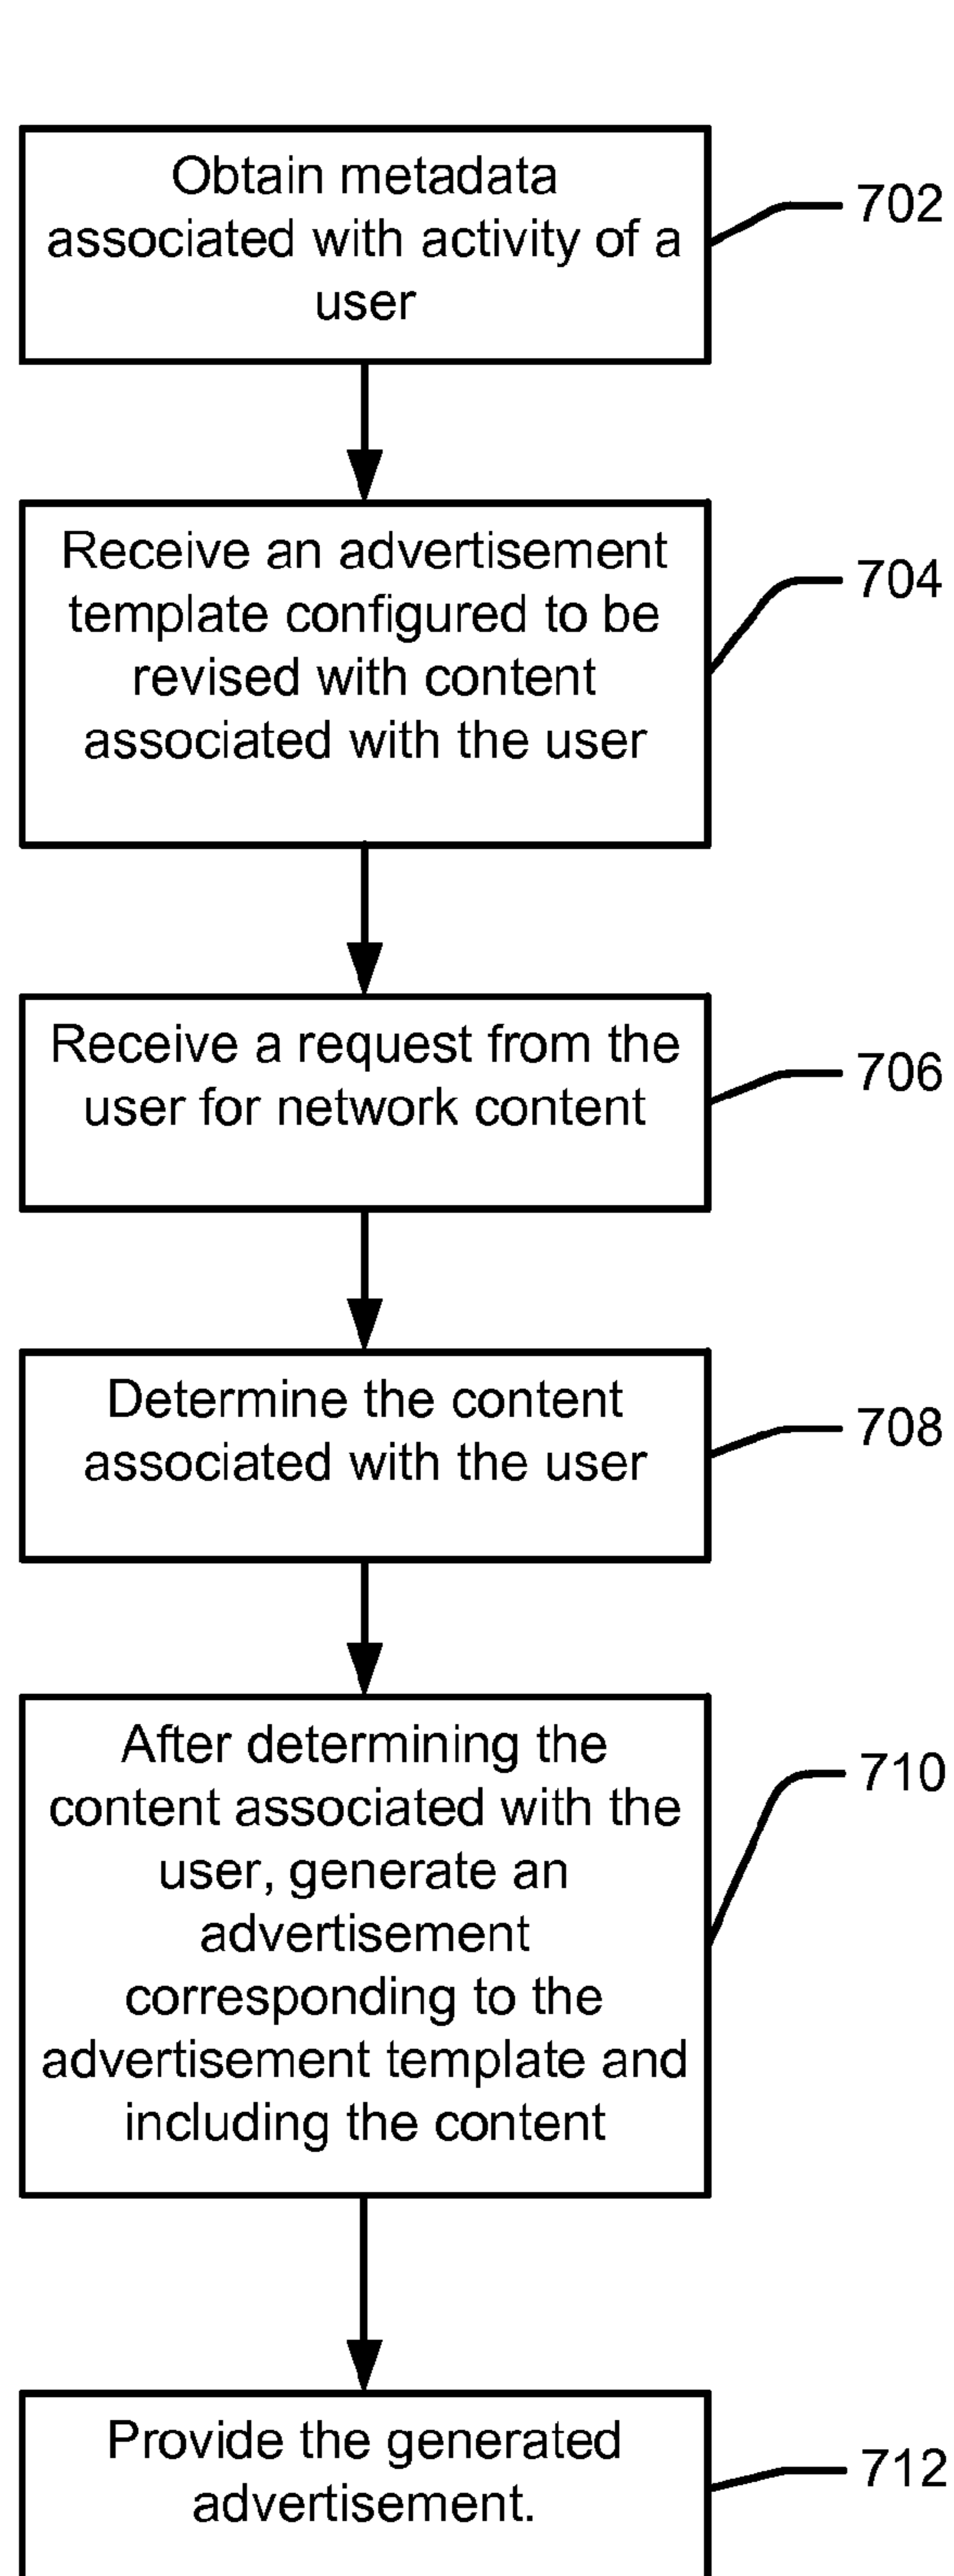 Obtain metadata
associated with activity of a
user
702
Receive an advertisement
template configured to be
revised with content
associated with the user
704
Receive a request from the
user for network content
706
Determine the content
associated with the user
708
After determining the
content associated with the
user, generate an
advertisement
corresponding to the
advertisement template and
including the content
710
Provide the generated
advertisement.
712